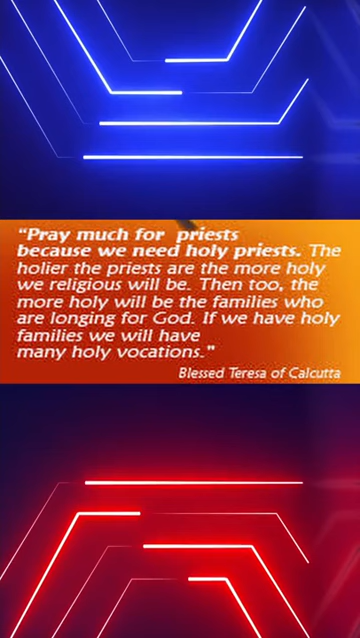 “Pray much for priests
because we need holy priests. The
holier the priests are the more holy
we religious will be. Then too, the
more holy will be the families who
are longing for God. If we have holy
families we will have
many holy vocations.”
Blessed Teresa of Calcutta